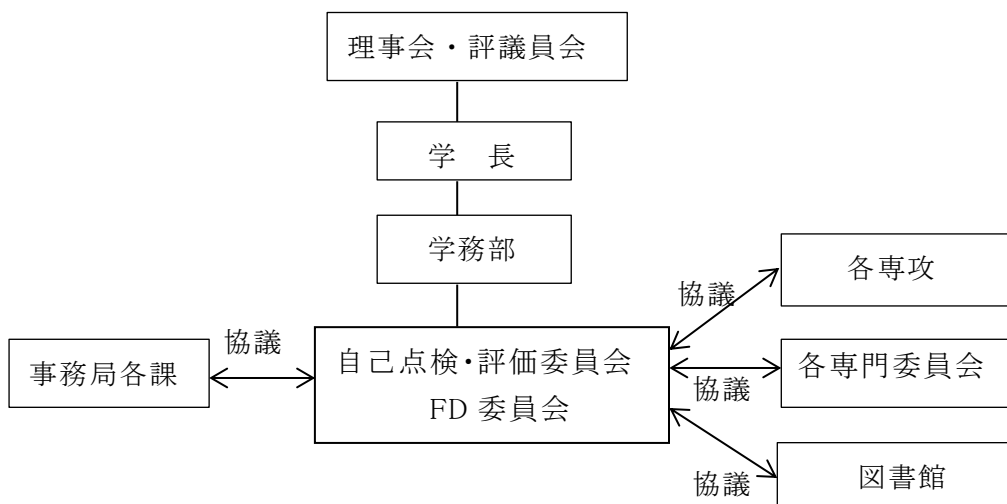 理事会・評議員会
学　長
学務部
各専攻
協議
協議
自己点検・評価委員会
FD 委員会
事務局各課
各専門委員会
協議
協議
図書館